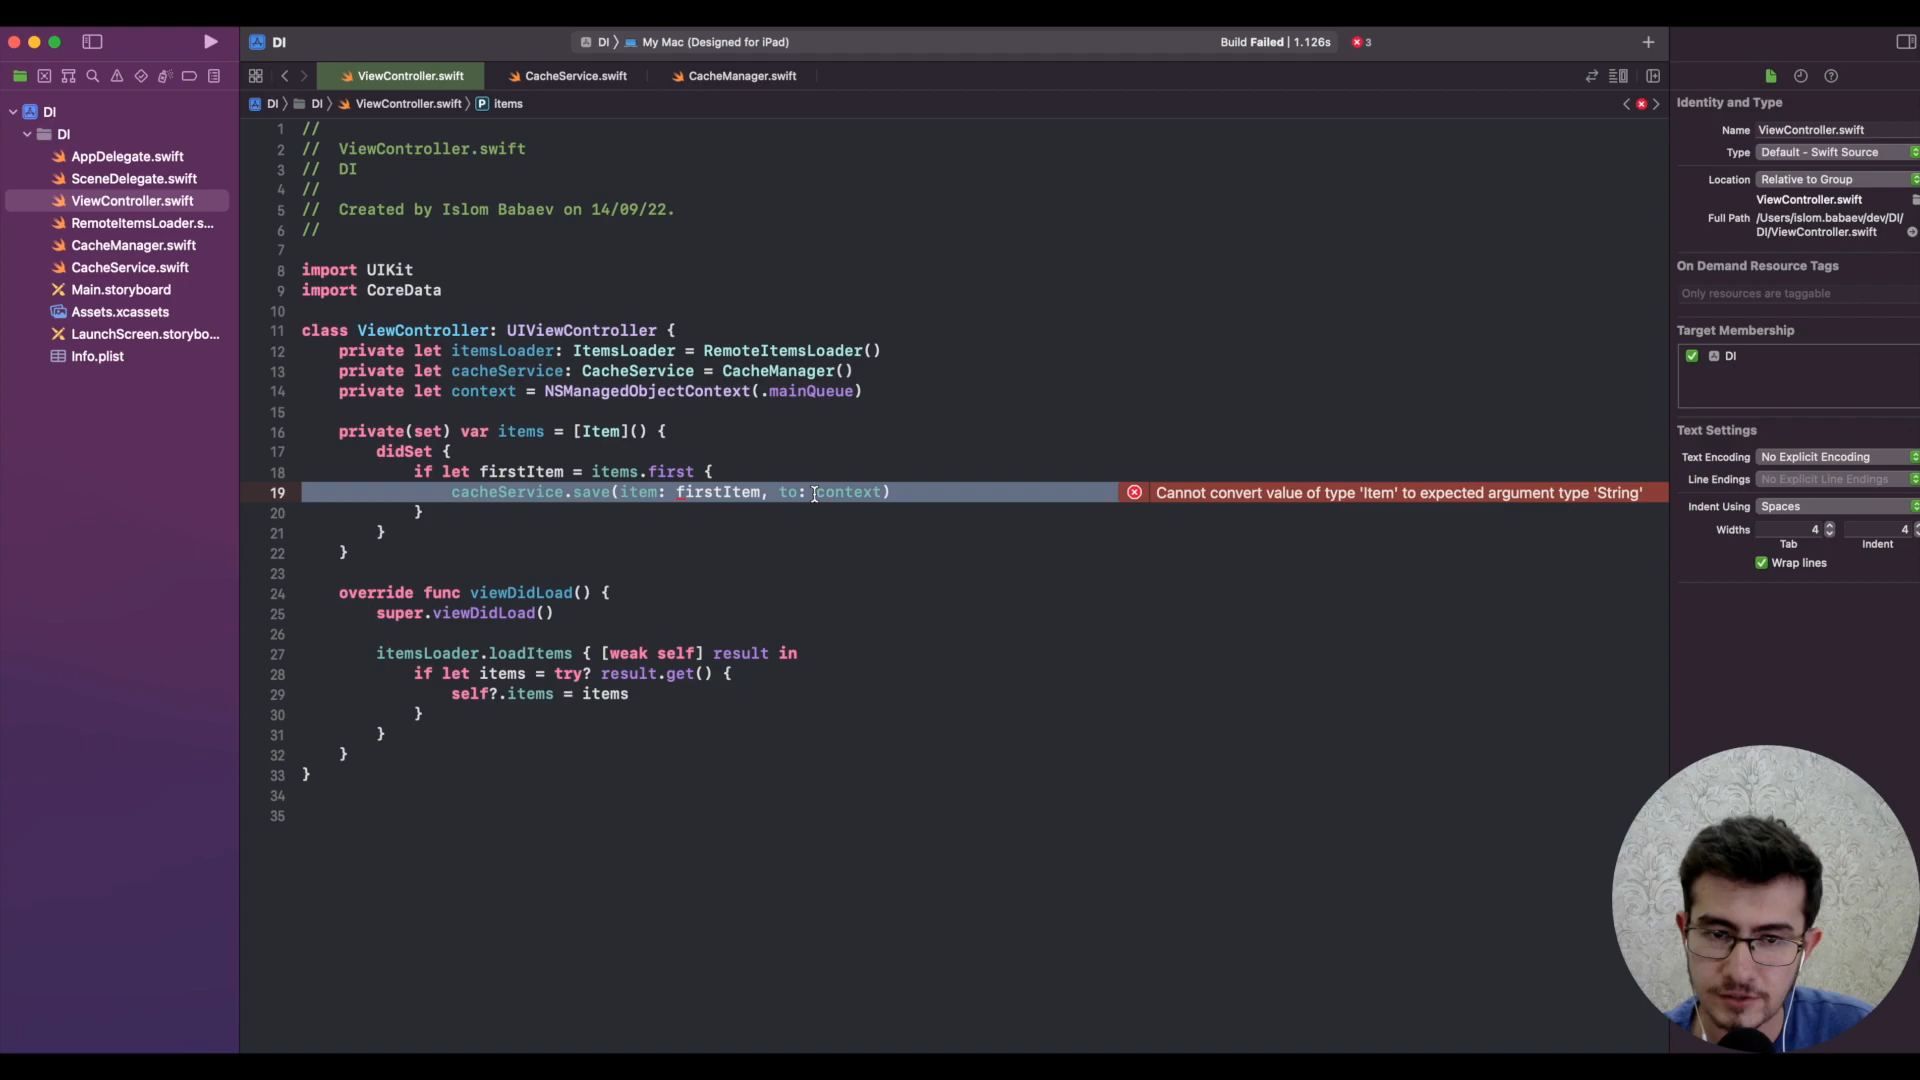 DI
DI 〉 My Mac (Designed for iPad)
Build Failed | 1.126s
3
ViewController.swift
CacheService.swift
CacheManager.swift
DI 〉 DI 〉 ViewController.swift 〉 P items
DI
DI
AppDelegate.swift
SceneDelegate.swift
ViewController.swift
RemoteItemsLoader.s...
CacheManager.swift
CacheService.swift
Main.storyboard
Assets.xcassets
LaunchScreen.storybo...
Info.plist
1 //
2 //  ViewController.swift
3 //  DI
4 //
5 //  Created by Islom Babaev on 14/09/22.
6 //
7
8 import UIKit
9 import CoreData
10
11 class ViewController: UIViewController {
12     private let itemsLoader: ItemsLoader = RemoteItemsLoader()
13     private let cacheService: CacheService = CacheManager()
14     private let context = NSManagedObjectContext(.mainQueue)
15
16     private(set) var items = [Item]() {
17         didSet {
18             if let firstItem = items.first {
19                 cacheService.save(item: firstItem, to: context)
Cannot convert value of type 'Item' to expected argument type 'String'
20             }
21         }
22     }
23
24     override func viewDidLoad() {
25         super.viewDidLoad()
26
27         itemsLoader.loadItems { [weak self] result in
28             if let items = try? result.get() {
29                 self?.items = items
30             }
31         }
32     }
33 }
34
35
Identity and Type
Name ViewController.swift
Type Default - Swift Source
Location Relative to Group
ViewController.swift
Full Path /Users/islom.babaev/dev/DI/
DI/ViewController.swift
On Demand Resource Tags
Only resources are taggable
Target Membership
DI
Text Settings
Text Encoding No Explicit Encoding
Line Endings No Explicit Line Endings
Indent Using Spaces
Widths 4 4
Tab Indent
Wrap lines